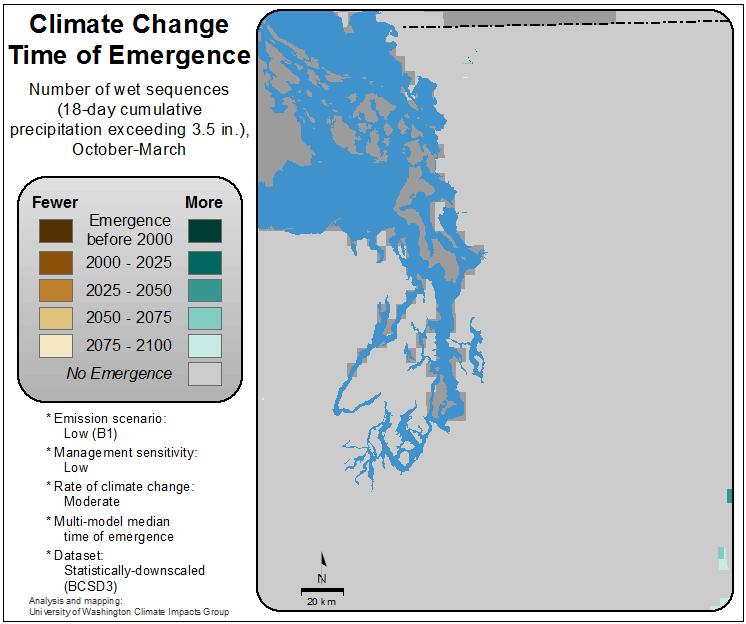 Climate Change
Time of Emergence
Number of wet sequences
(18-day cumulative
precipitation exceeding 3.5 in.),
October-March
Fewer More
Emergence
before 2000
2000 - 2025
2025 - 2050
2050 - 2075
2075 - 2100
No Emergence
* Emission scenario:
Low (B1)
* Management sensitivity:
Low
* Rate of climate change:
Moderate
* Multi-model median
time of emergence
* Dataset:
Statistically-downscaled
(BCSD3)
Analysis and mapping:
University of Washington Climate Impacts Group
N
20 km